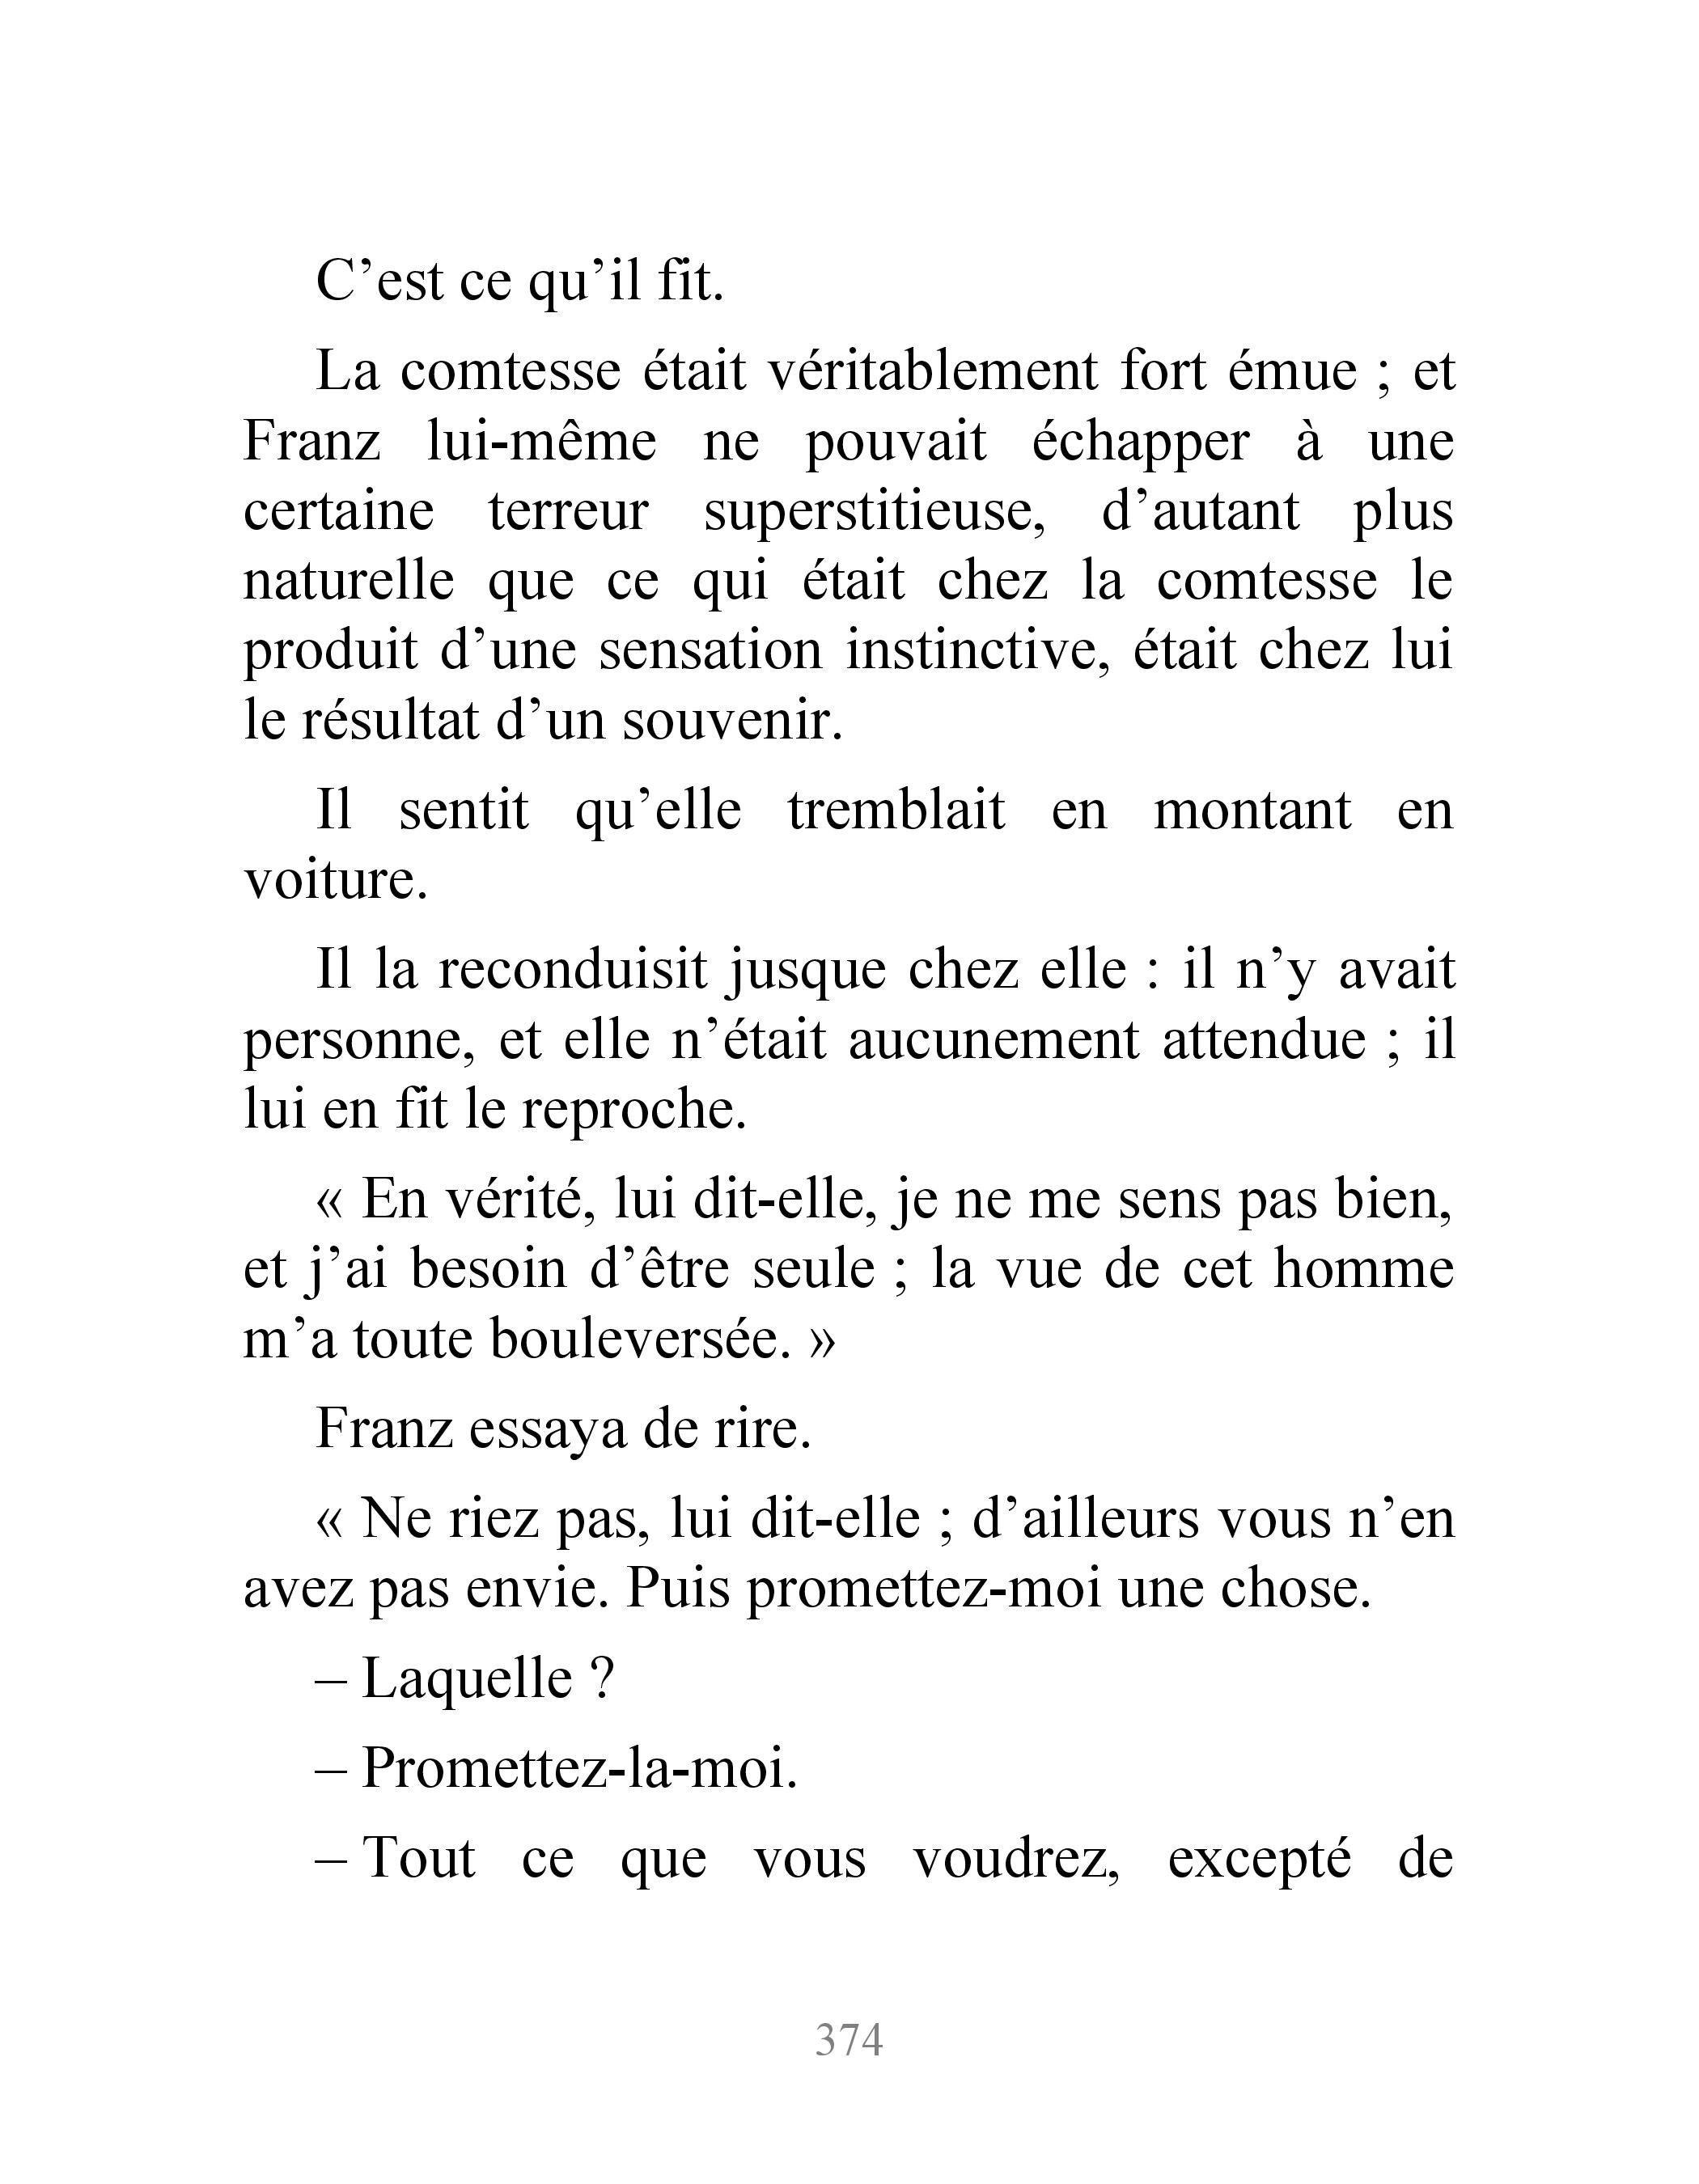 C’est ce qu’il fit.
La comtesse était véritablement fort émue ; et
Franz lui-même ne pouvait échapper à une
certaine terreur superstitieuse, d’autant plus
naturelle que ce qui était chez la comtesse le
produit d’une sensation instinctive, était chez lui
le résultat d’un souvenir.
Il sentit qu’elle tremblait en montant en
voiture.
Il la reconduisit jusque chez elle : il n’y avait
personne, et elle n’était aucunement attendue ; il
lui en fit le reproche.
« En vérité, lui dit-elle, je ne me sens pas bien,
et j’ai besoin d’être seule ; la vue de cet homme
m’a toute bouleversée. »
Franz essaya de rire.
« Ne riez pas, lui dit-elle ; d’ailleurs vous n’en
avez pas envie. Puis promettez-moi une chose.
– Laquelle ?
– Promettez-la-moi.
– Tout ce que vous voudrez, excepté de
374